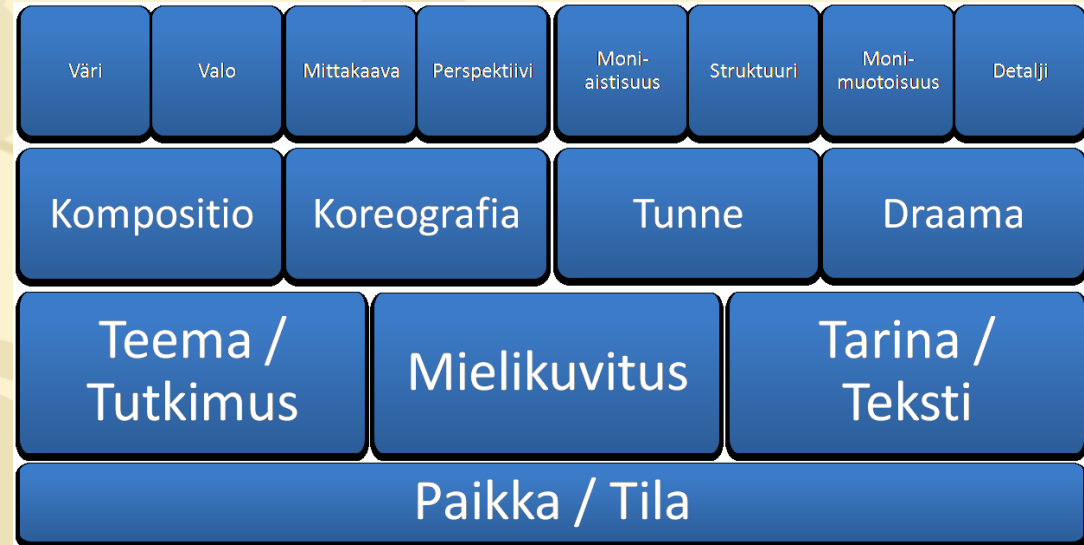 Väri
Valo
Mittakaava
Perspektiivi
Moni-
aistisuus
Struktuuri
Moni-
muotoisuus
Detalji
Kompositio
Koreografia
Tunne
Draama
Teema /
Tutkimus
Mielikuvitus
Tarina /
Teksti
Paikka / Tila